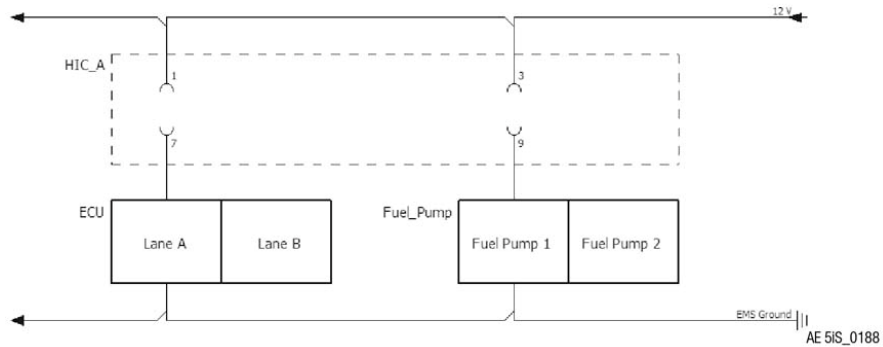 12 V
HIC_A
1
3
7
9
ECU
Lane A
Lane B
Fuel_Pump
Fuel Pump 1
Fuel Pump 2
EMS Ground
AE 5iS_0188